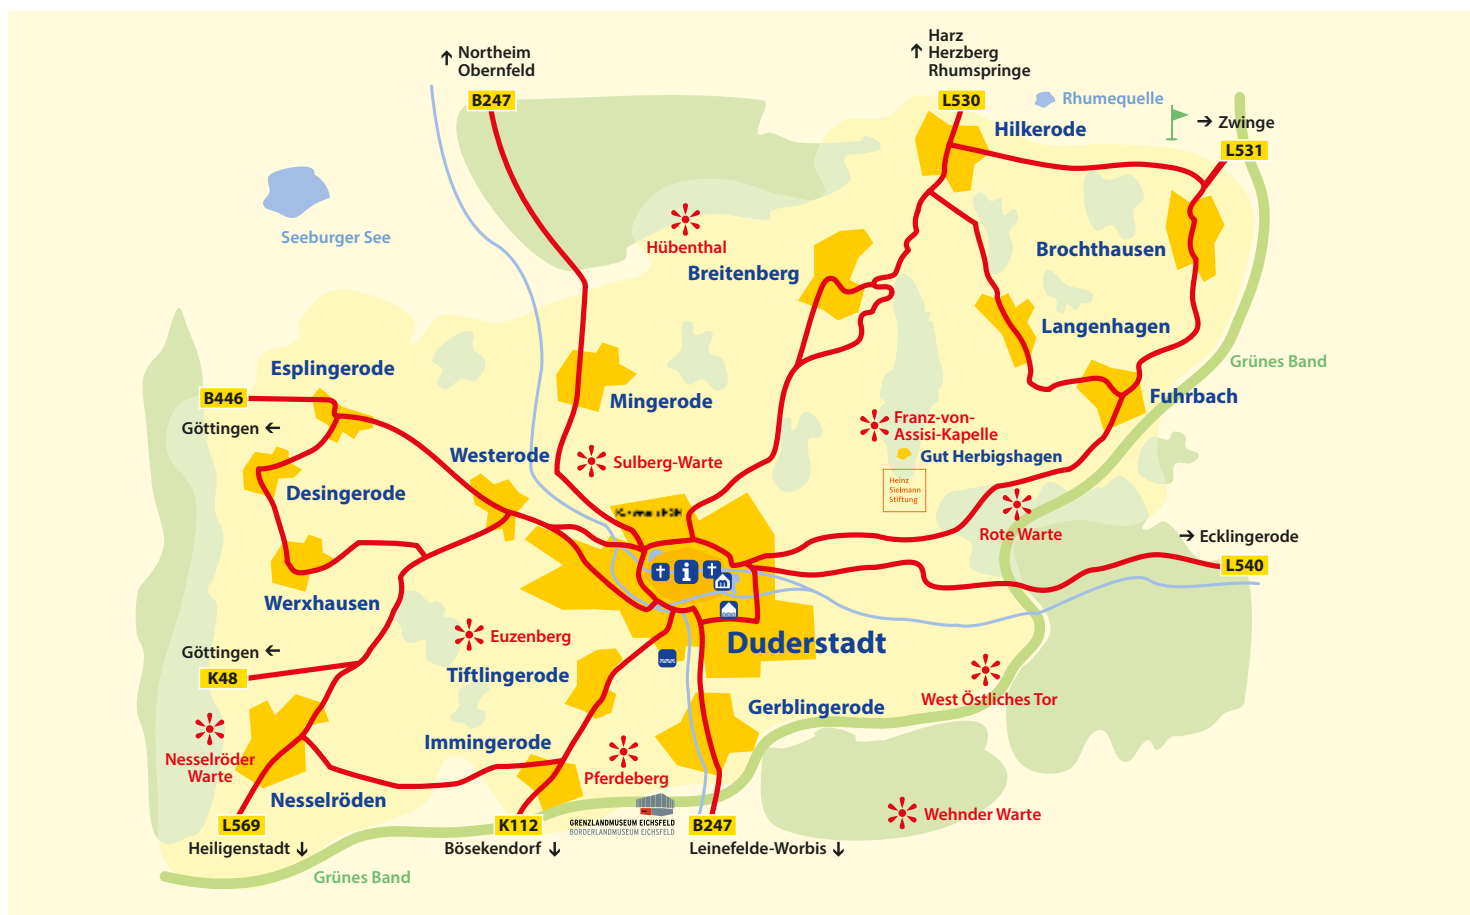 Northeim
Obernfeld
B247
Harz
Herzberg
Rhumspringe
L530
Rhumequelle
Zwinge
L531
Hilkerode
Seeburger See
Hübenthal
Breitenberg
Brochthausen
Langenhagen
Grünes Band
Esplingerode
B446
Göttingen
Mingerode
Fuhrbach
Franz-von-
Assisi-Kapelle
Gut Herbigshagen
Westerode
Sulberg-Warte
Desingerode
Heinz
Sielmann
Stiftung
Rote Warte
Ecklingerode
L540
Werxhausen
Euzenberg
Duderstadt
Göttingen
K48
Tiftlingerode
West Östliches Tor
Gerblingerode
Nesselröder
Warte
Immingerode
Pferdeberg
Nesselröden
Wehnder Warte
L569
Heiligenstadt
K112
Bösekendorf
GRENZLANDMUSEUM EICHSFELD
BORDERLANDMUSEUM EICHSFELD
B247
Leinefelde-Worbis
Grünes Band